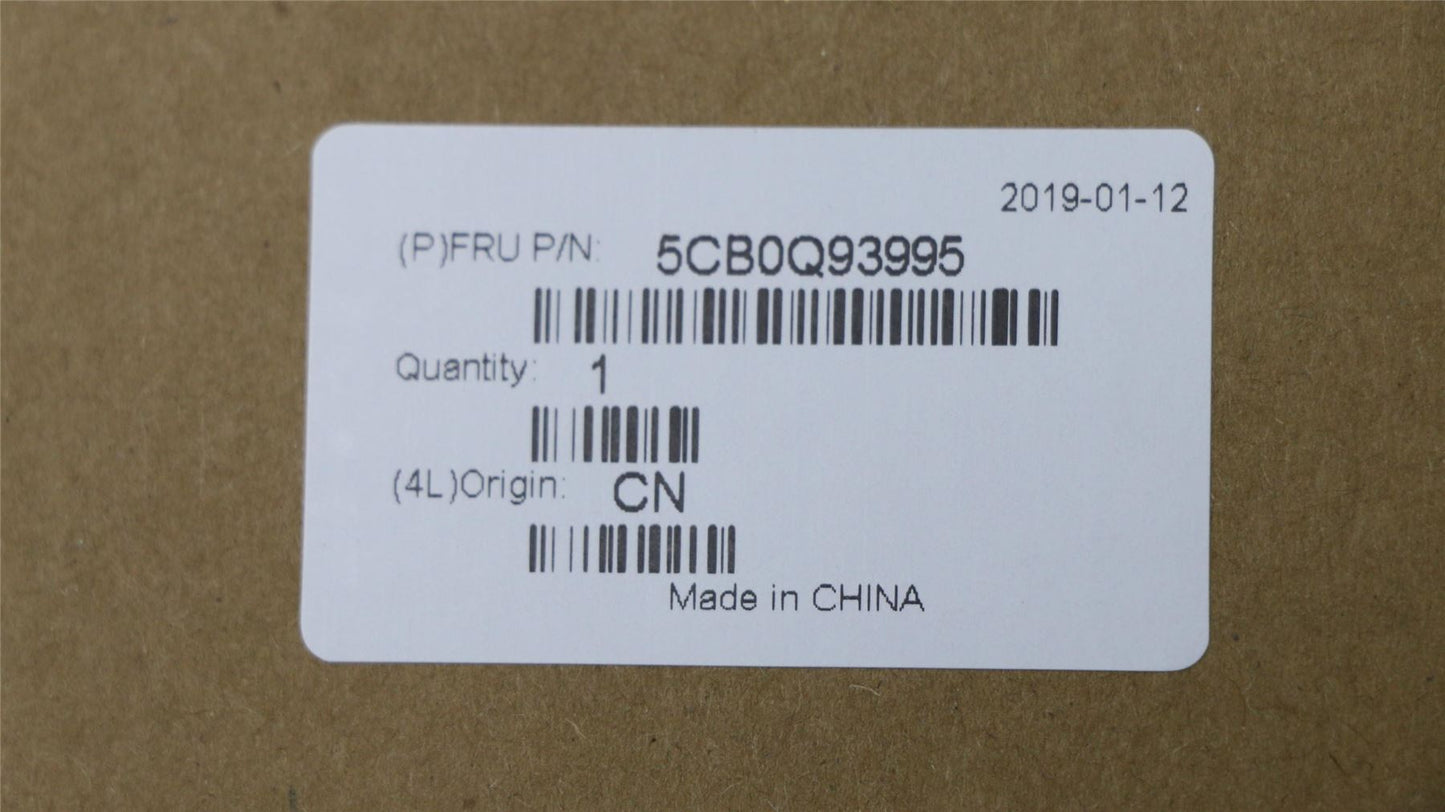 2019-01-12
(P)FRU P/N: 5CB0Q93995
Quantity: 1
(4L)Origin: CN
Made in CHINA